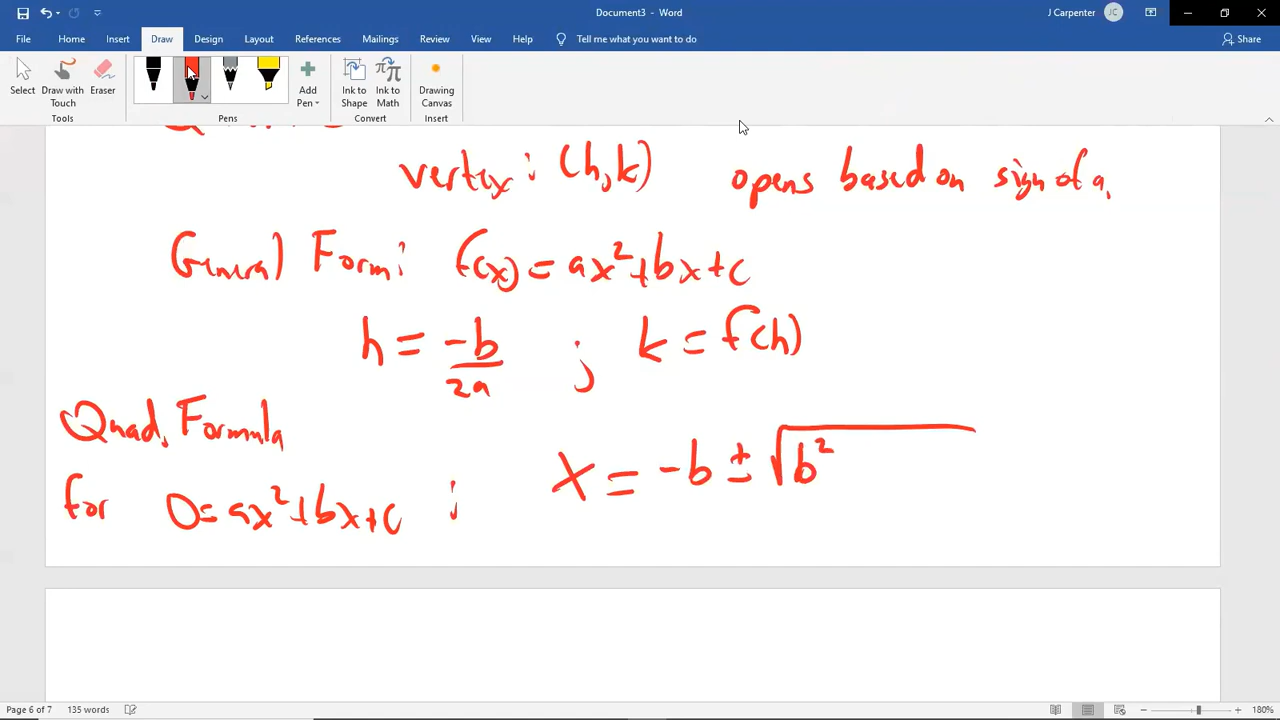 Document3 - Word
J Carpenter JC
File Home Insert Draw Design Layout References Mailings Review View Help Tell me what you want to do Share
Select Draw with Touch Eraser Add Pen Ink to Shape Ink to Math Drawing Canvas
Tools Pens Convert Insert
vertex: (h,k) opens based on sign of a.
General Form: f(x) = ax²+bx+c
h = -b/2a ; k = f(h)
Quad. Formula
for 0=ax²+bx+c ; x = -b ± √b²
Page 6 of 7 135 words 180%